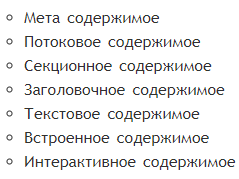 Мета содержимое
Потоковое содержимое
Секционное содержимое
Заголовочное содержимое
Текстовое содержимое
Встроенное содержимое
Интерактивное содержимое